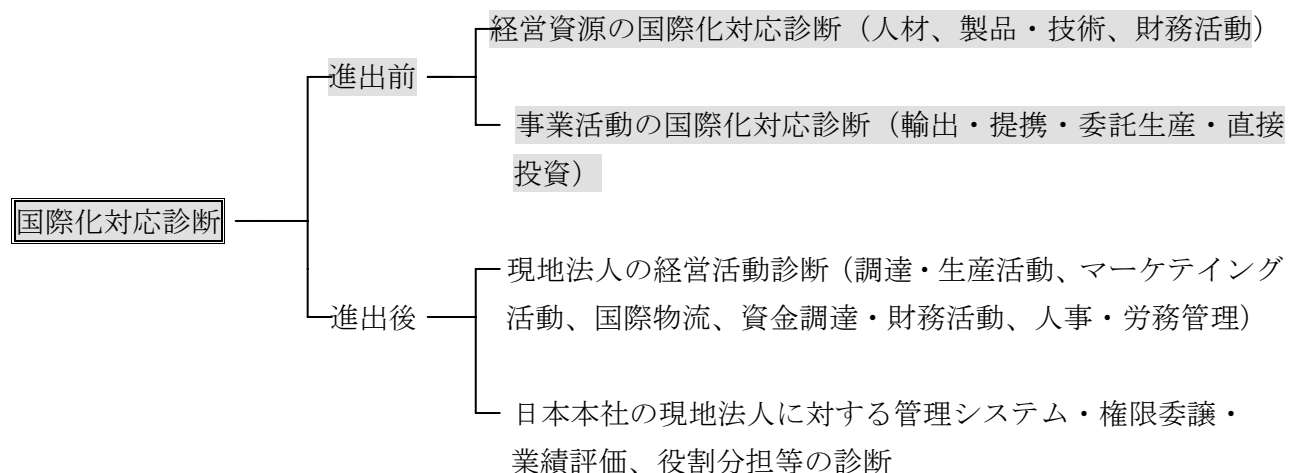 経営資源の国際化対応診断（人材、製品・技術、財務活動）
進出前
事業活動の国際化対応診断（輸出・提携・委託生産・直接
投資）
国際化対応診断
現地法人の経営活動診断（調達・生産活動、マーケテイング
進出後
活動、国際物流、資金調達・財務活動、人事・労務管理）
日本本社の現地法人に対する管理システム・権限委譲・
業績評価、役割分担等の診断